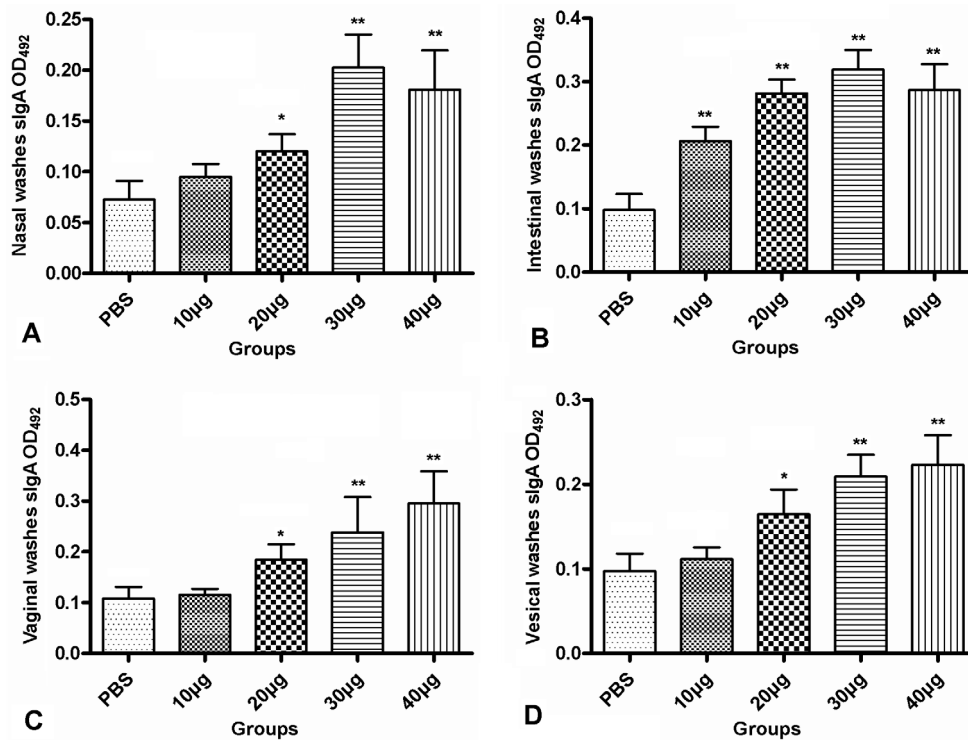 Nasal washes sIgA OD492
0.25
0.20
0.15
0.10
0.05
0.00
*
**
**
PBS
10μg
20μg
30μg
40μg
Groups
A
Intestinal washes sIgA OD492
0.4
0.3
0.2
0.1
0.0
**
**
**
**
PBS
10μg
20μg
30μg
40μg
Groups
B
Vaginal washes sIgA OD492
0.5
0.4
0.3
0.2
0.1
0.0
*
**
**
PBS
10μg
20μg
30μg
40μg
Groups
C
Vesical washes sIgA OD492
0.3
0.2
0.1
0.0
*
**
**
PBS
10μg
20μg
30μg
40μg
Groups
D